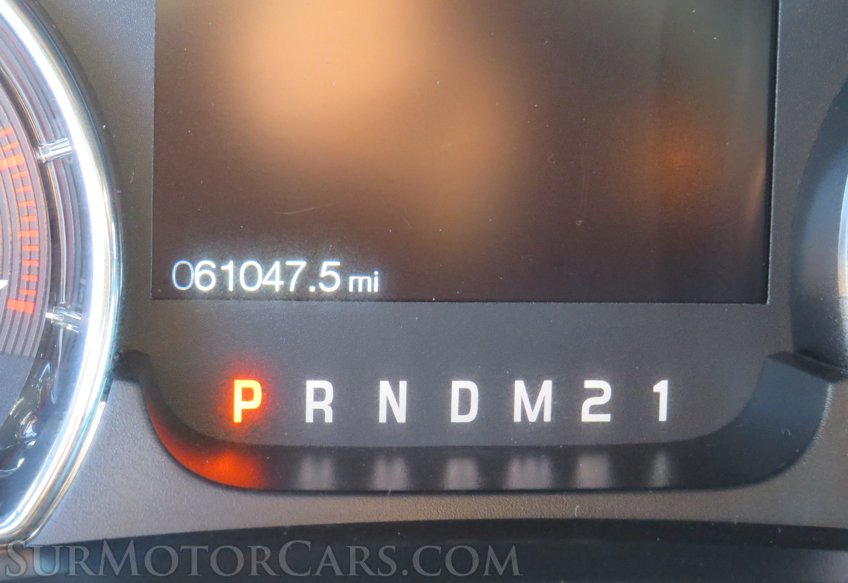 061047.5 mi
P R N D M 2 1
SURMOTORCARS.COM